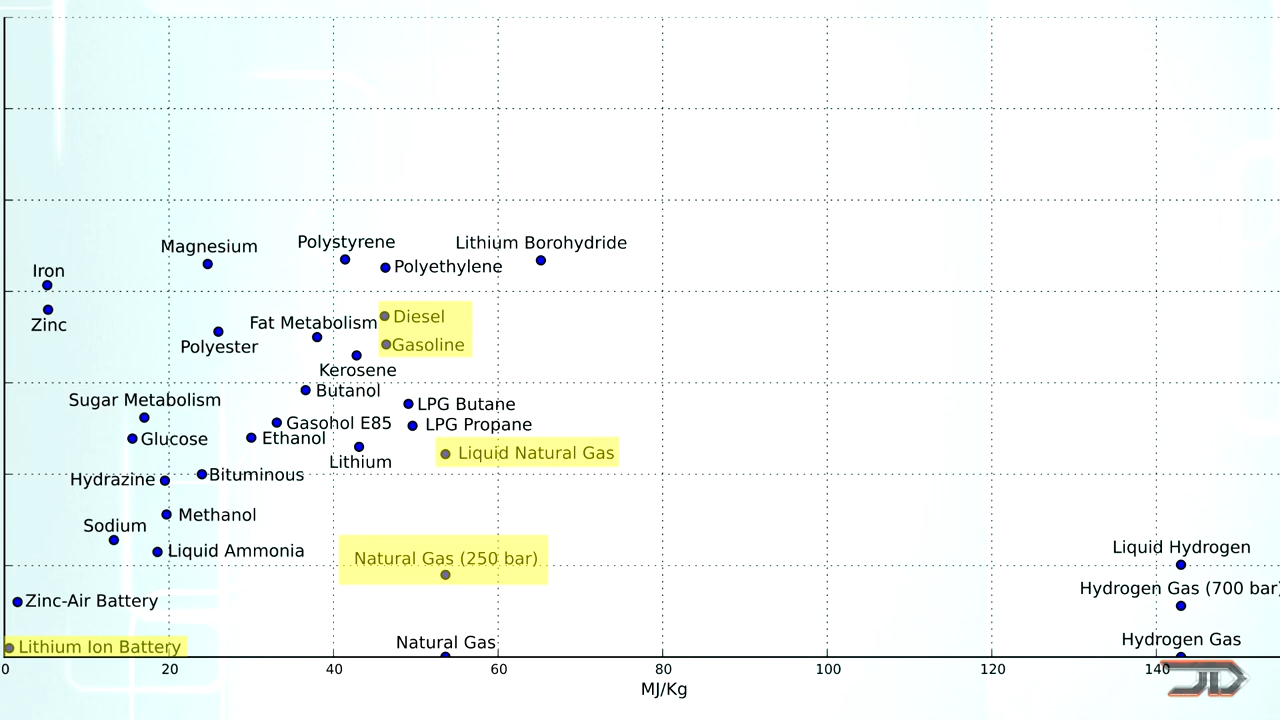 Magnesium
Polystyrene
Lithium Borohydride
Iron
Polyethylene
Zinc
Diesel
Fat Metabolism
Polyester
Gasoline
Kerosene
Butanol
Sugar Metabolism
LPG Butane
Gasohol E85
LPG Propane
Glucose
Ethanol
Lithium
Liquid Natural Gas
Hydrazine
Bituminous
Methanol
Sodium
Liquid Ammonia
Natural Gas (250 bar)
Liquid Hydrogen
Hydrogen Gas (700 bar)
Zinc-Air Battery
Lithium Ion Battery
Natural Gas
Hydrogen Gas
0 20 40 60 80 100 120 140
MJ/Kg
JD